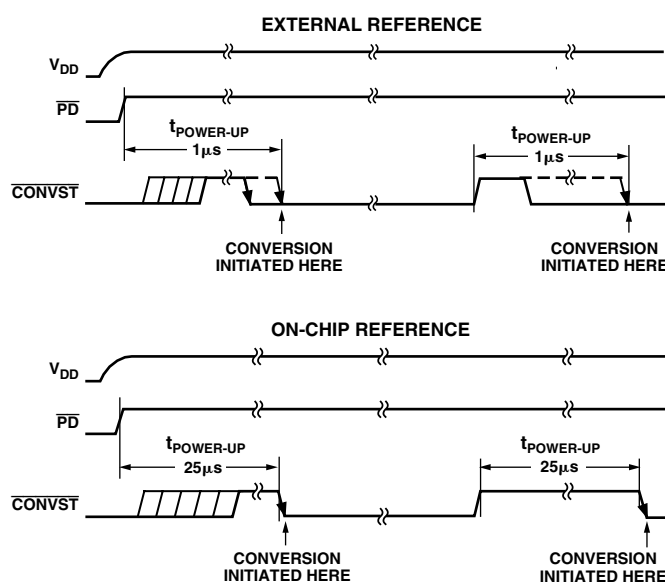 EXTERNAL REFERENCE
VDD
PD
tPOWER-UP
1µs
tPOWER-UP
1µs
CONVST
CONVERSION
INITIATED HERE
CONVERSION
INITIATED HERE
ON-CHIP REFERENCE
VDD
PD
tPOWER-UP
25µs
tPOWER-UP
25µs
CONVST
CONVERSION
INITIATED HERE
CONVERSION
INITIATED HERE